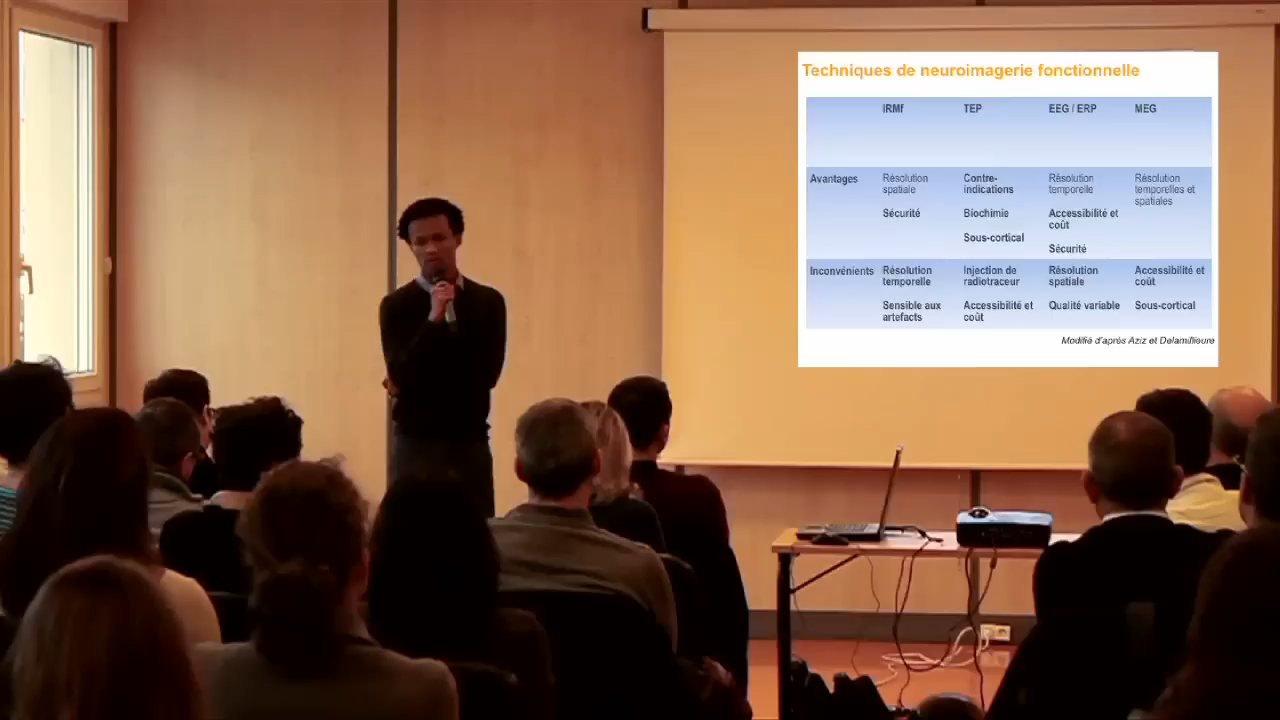 Techniques de neuroimagerie fonctionnelle
IRMf TEP EEG / ERP MEG
Avantages Résolution spatiale Contre-indications Résolution temporelle Résolution temporelles et spatiales
Sécurité Biochimie Accessibilité et coût
Sous-cortical Sécurité
Inconvénients Résolution temporelle Injection de radiotraceur Résolution spatiale Accessibilité et coût
Sensible aux artefacts Accessibilité et coût Qualité variable Sous-cortical
Modifié d'après Aziz et Delamillieure